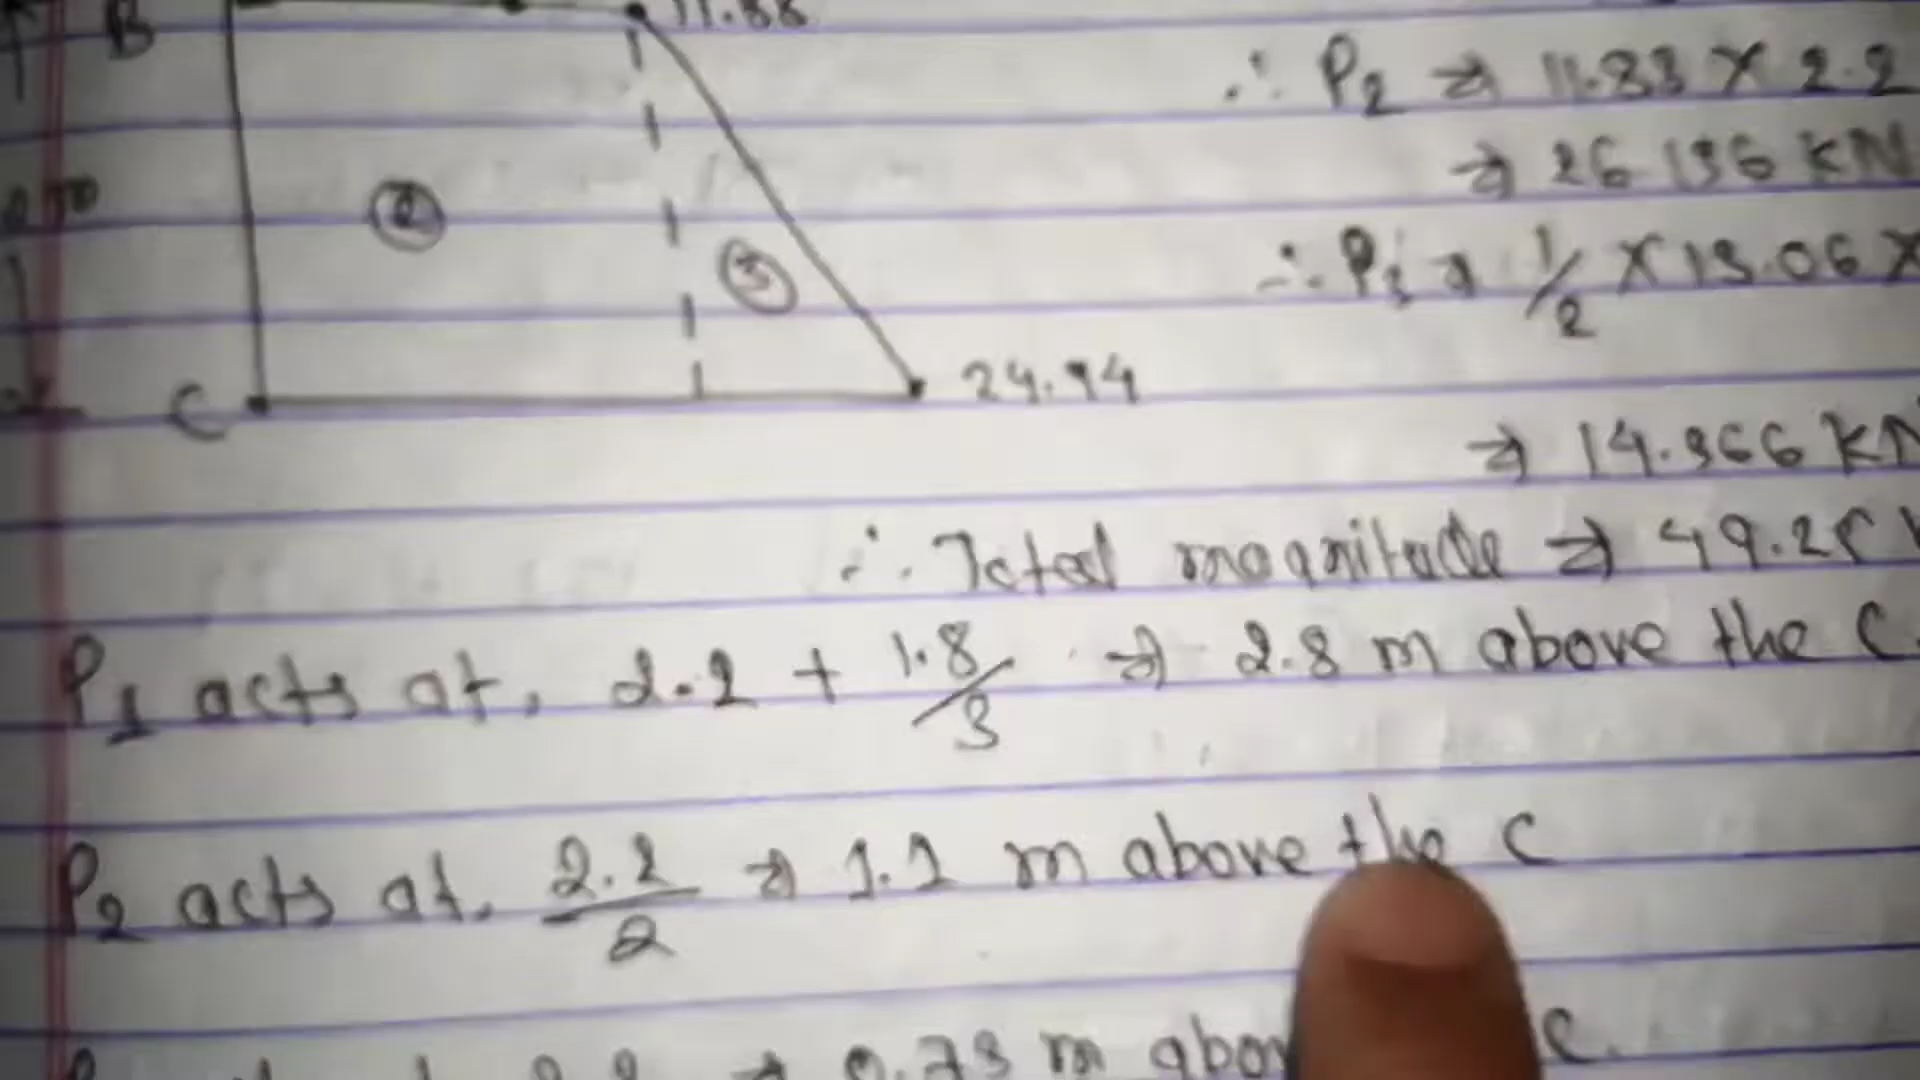 B 11.88
∴ P2 ⇒ 11.88 × 2.2
⇒ 26.136 KN
② ③
∴ P3 ⇒ 1/2 × 13.06 ×
C 24.94
⇒ 14.366 KN
∴ Total magnitude ⇒ 49.25
P1 acts at, 2.2 + 1.8/3 ⇒ 2.8 m above the C.
P2 acts at, 2.2/2 ⇒ 1.1 m above the C
⇒ 0.73 m abov C.